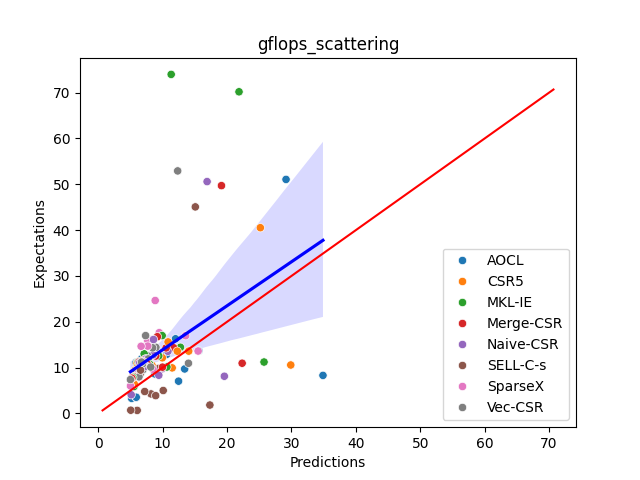 gflops_scattering
70
60
50
40
30
20
10
0
Expectations
AOCL
CSR5
MKL-IE
Merge-CSR
Naive-CSR
SELL-C-s
SparseX
Vec-CSR
0 10 20 30 40 50 60 70
Predictions